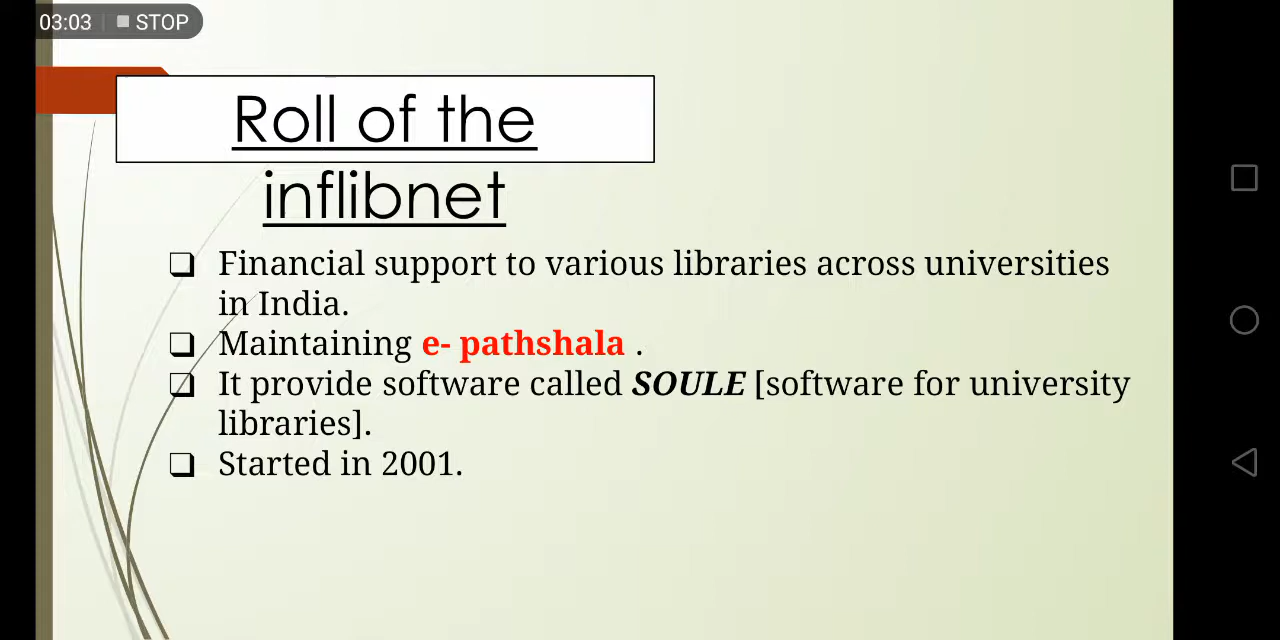 03:03 STOP
Roll of the
inflibnet
❑ Financial support to various libraries across universities
in India.
❑ Maintaining e- pathshala .
❑ It provide software called SOULE [software for university
libraries].
❑ Started in 2001.